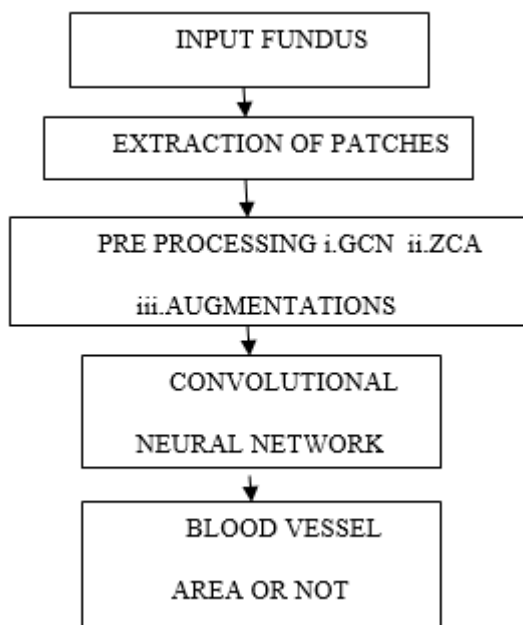 INPUT FUNDUS
EXTRACTION OF PATCHES
PRE PROCESSING i.GCN ii.ZCA
iii.AUGMENTATIONS
CONVOLUTIONAL
NEURAL NETWORK
BLOOD VESSEL
AREA OR NOT